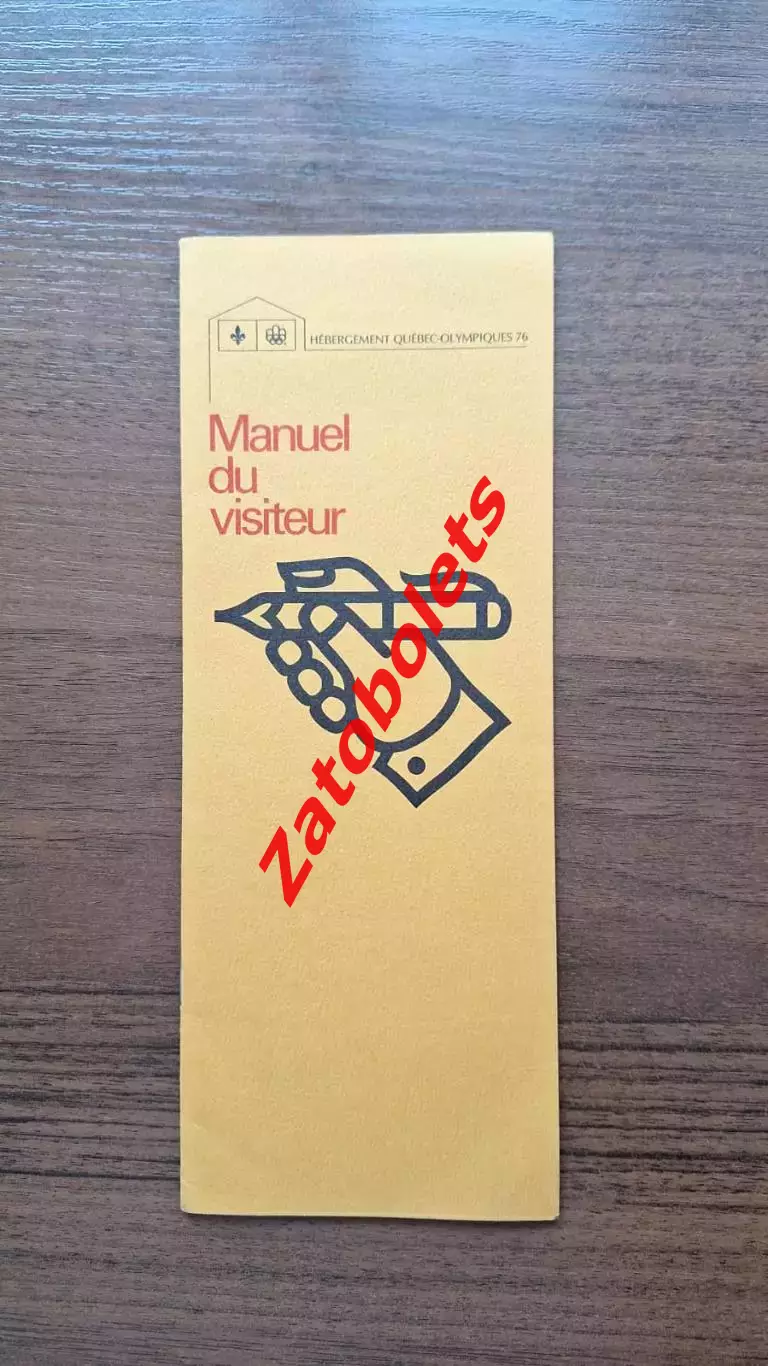 HÉBERGEMENT QUÉBEC-OLYMPIQUES 76
Manuel
du
visiteur
Zatobolets